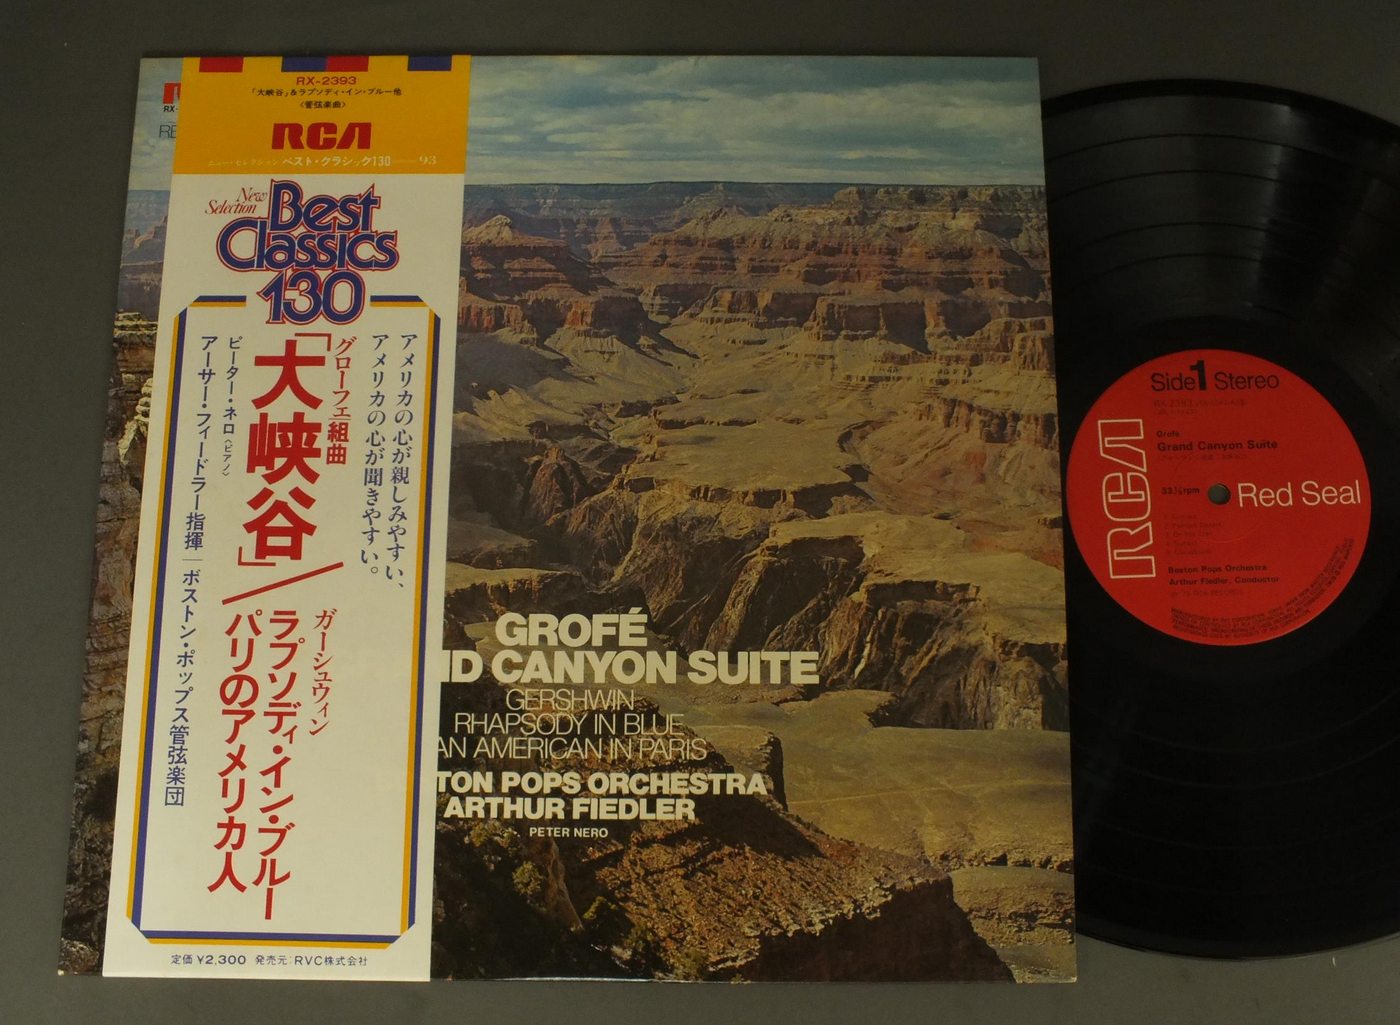 RX-2393
「大峡谷」&ラプソディ・イン・ブルー他
〈管弦楽曲〉
RCA
ニュー・セレクション ベスト・クラシック130 93
New
Selection
Best
Classics
130
アメリカの心が親しみやすい、
アメリカの心が聞きやすい。
グローフェ 組曲
「大峡谷」/
ガーシュウィン
ラプソディ・イン・ブルー
パリのアメリカ人
ピーター・ネロ〈ピアノ〉
アーサー・フィードラー指揮 ボストン・ポップス管弦楽団
定価 ¥2,300 発売元:RVC株式会社
GROFÉ
ND CANYON SUITE
GERSHWIN
RHAPSODY IN BLUE
AN AMERICAN IN PARIS
TON POPS ORCHESTRA
ARTHUR FIEDLER
PETER NERO
Side 1 Stereo
RX 2393
Grofé
Grand Canyon Suite
33⅓rpm
RCA
Red Seal
Boston Pops Orchestra
Arthur Fiedler, Conductor